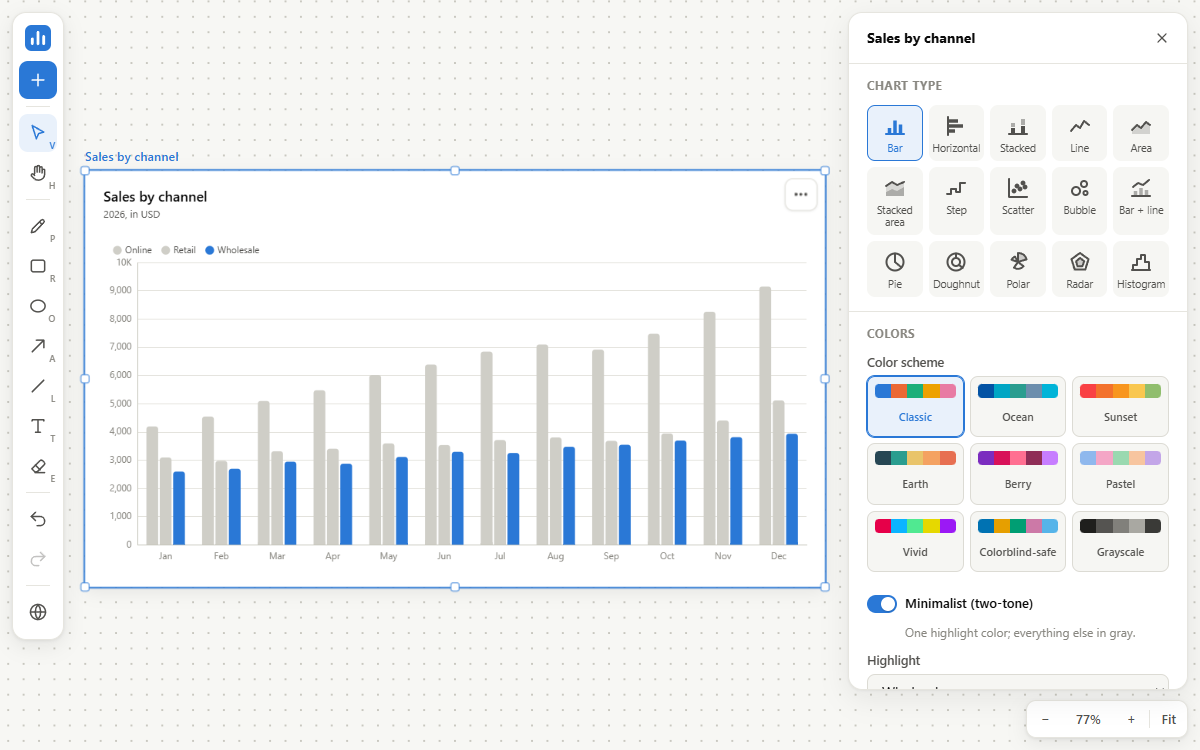 Sales by channel
V
H
P
R
O
A
L
T
E
Sales by channel
2026, in USD
Online Retail Wholesale
10K
9,000
8,000
7,000
6,000
5,000
4,000
3,000
2,000
1,000
0
Jan Feb Mar Apr May Jun Jul Aug Sep Oct Nov Dec
Sales by channel
CHART TYPE
Bar Horizontal Stacked Line Area
Stacked area Step Scatter Bubble Bar + line
Pie Doughnut Polar Radar Histogram
COLORS
Color scheme
Classic Ocean Sunset
Earth Berry Pastel
Vivid Colorblind-safe Grayscale
Minimalist (two-tone)
One highlight color; everything else in gray.
Highlight
− 77% + Fit